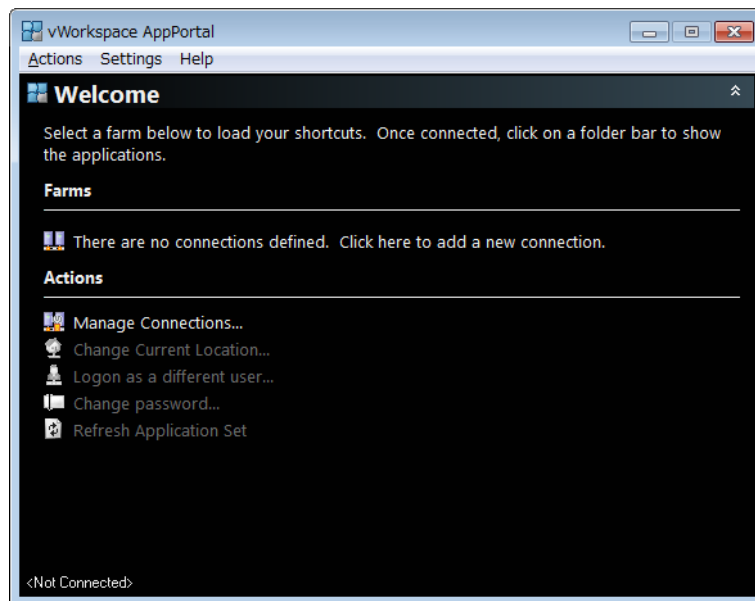 vWorkspace AppPortal
Actions Settings Help
Welcome
Select a farm below to load your shortcuts. Once connected, click on a folder bar to show
the applications.
Farms
There are no connections defined. Click here to add a new connection.
Actions
Manage Connections...
Change Current Location...
Logon as a different user...
Change password...
Refresh Application Set
<Not Connected>